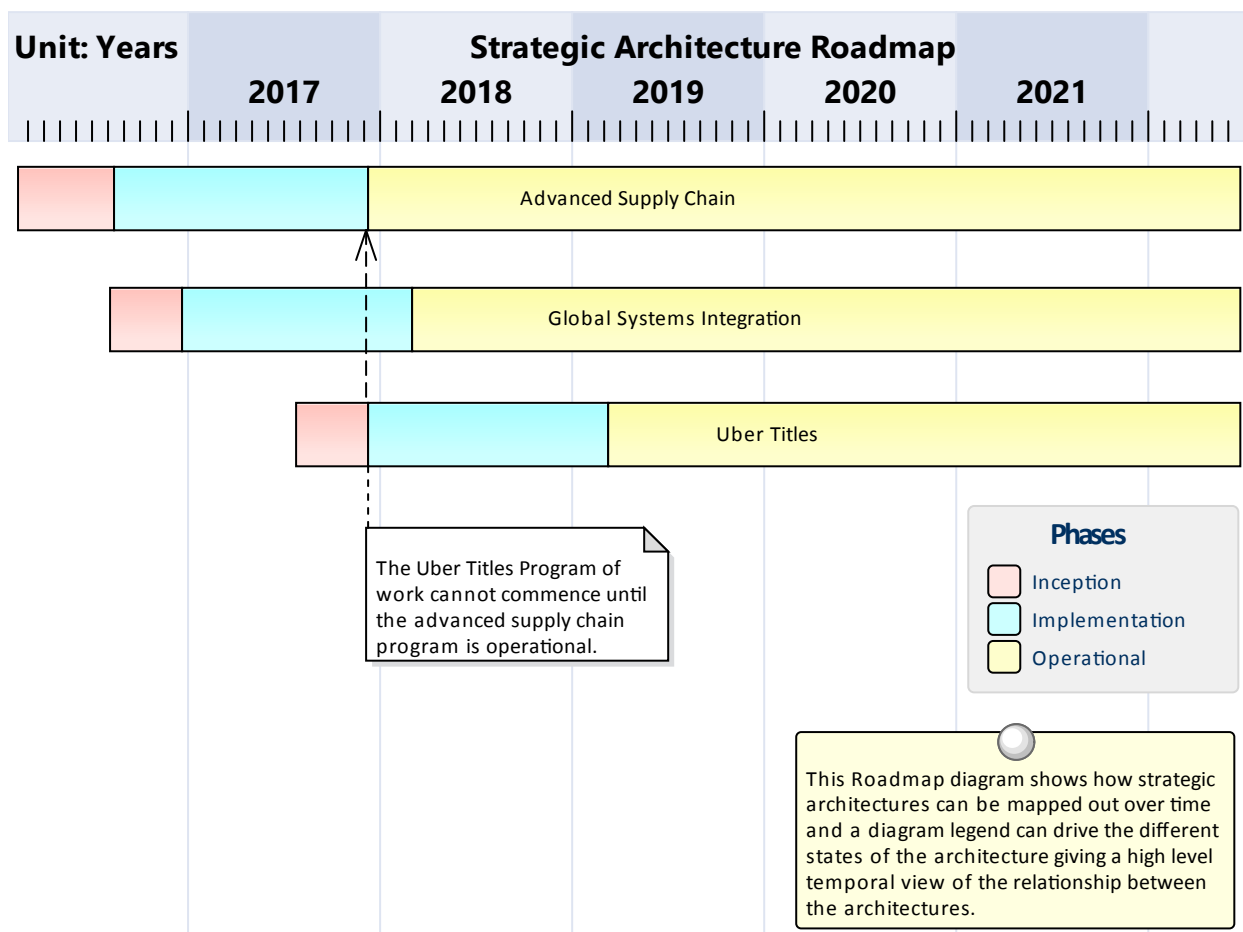 Unit: Years
Strategic Architecture Roadmap
2017 2018 2019 2020 2021
Advanced Supply Chain
Global Systems Integration
Uber Titles
The Uber Titles Program of
work cannot commence until
the advanced supply chain
program is operational.
Phases
Inception
Implementation
Operational
This Roadmap diagram shows how strategic
architectures can be mapped out over time
and a diagram legend can drive the different
states of the architecture giving a high level
temporal view of the relationship between
the architectures.